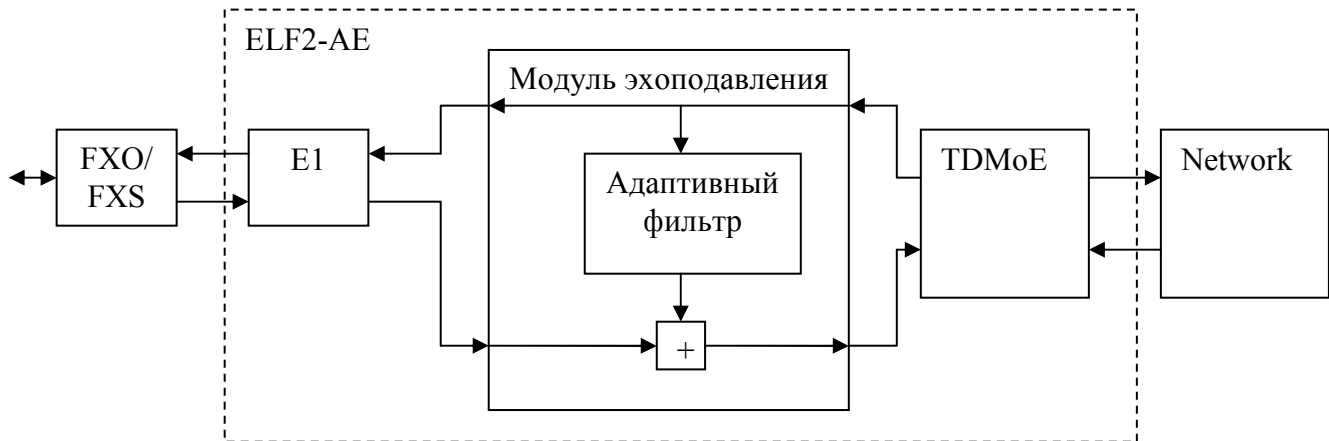 ELF2-AE
Модуль эхоподавления
FXO/
FXS
E1
Адаптивный
фильтр
TDMoE
Network
+